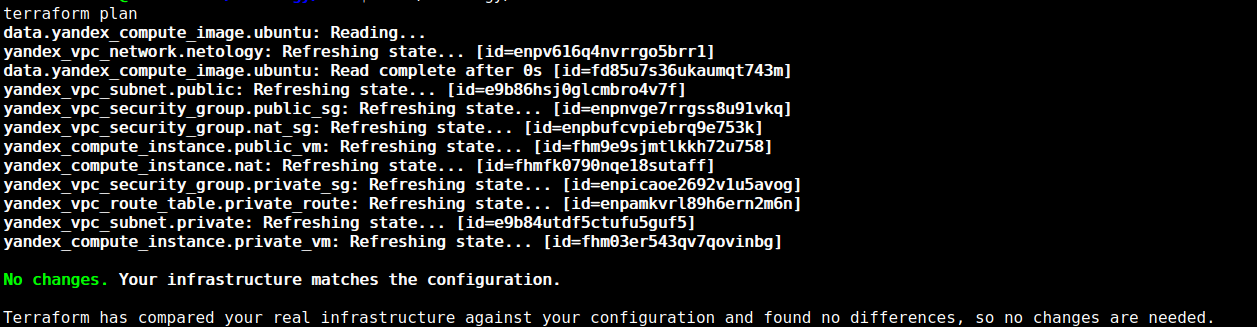 terraform plan
data.yandex_compute_image.ubuntu: Reading...
yandex_vpc_network.netology: Refreshing state... [id=enpv616q4nvrrgo5brr1]
data.yandex_compute_image.ubuntu: Read complete after 0s [id=fd85u7s36ukaumqt743m]
yandex_vpc_subnet.public: Refreshing state... [id=e9b86hsj0glcmbro4v7f]
yandex_vpc_security_group.public_sg: Refreshing state... [id=enpnvge7rrgss8u91vkq]
yandex_vpc_security_group.nat_sg: Refreshing state... [id=enpbufcvpiebrq9e753k]
yandex_compute_instance.public_vm: Refreshing state... [id=fhm9e9sjmtlkkh72u758]
yandex_compute_instance.nat: Refreshing state... [id=fhmfk0790nqe18sutaff]
yandex_vpc_security_group.private_sg: Refreshing state... [id=enpicaoe2692v1u5avog]
yandex_vpc_route_table.private_route: Refreshing state... [id=enpamkvrl89h6ern2m6n]
yandex_vpc_subnet.private: Refreshing state... [id=e9b84utdf5ctufu5guf5]
yandex_compute_instance.private_vm: Refreshing state... [id=fhm03er543qv7qovinbg]
No changes. Your infrastructure matches the configuration.
Terraform has compared your real infrastructure against your configuration and found no differences, so no changes are needed.